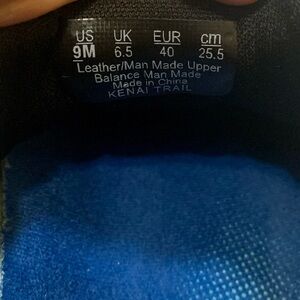 US UK EUR cm
9M 6.5 40 25.5
Leather/Man Made Upper
Balance Man Made
Made in China
KENAI TRAIL